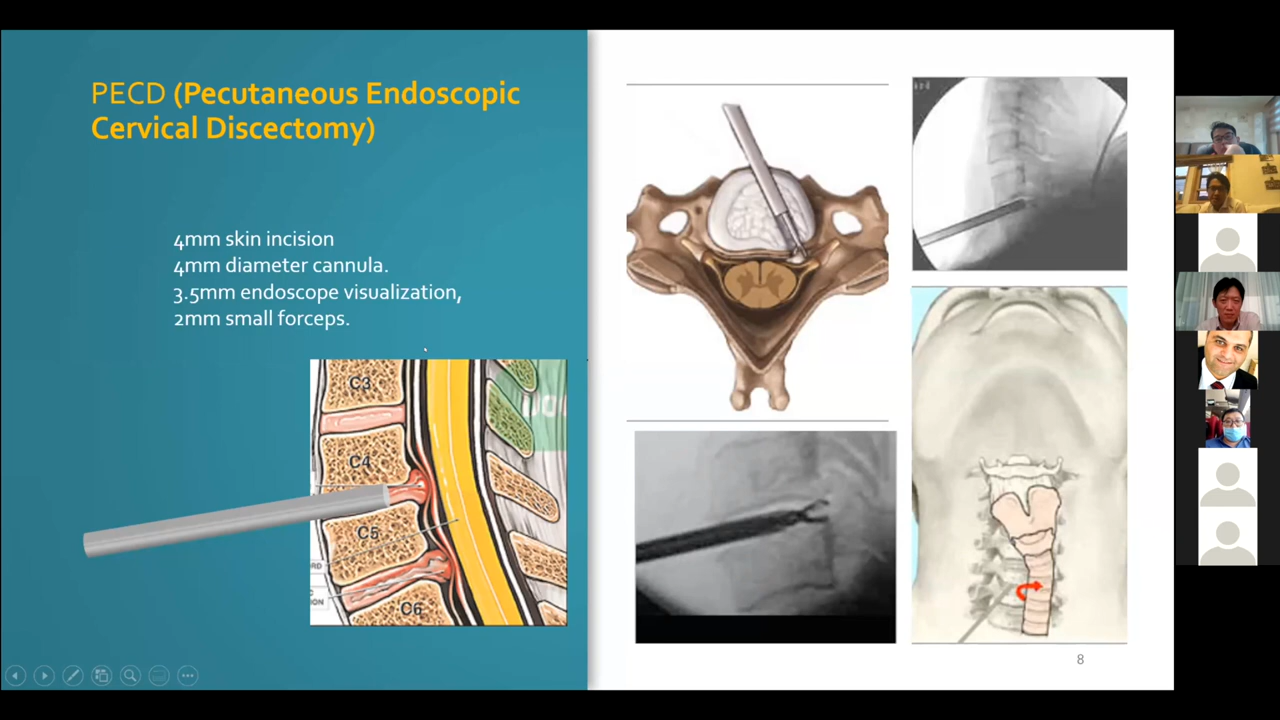 PECD (Pecutaneous Endoscopic
Cervical Discectomy)
4mm skin incision
4mm diameter cannula.
3.5mm endoscope visualization,
2mm small forceps.
C3
C4
C5
C6
8